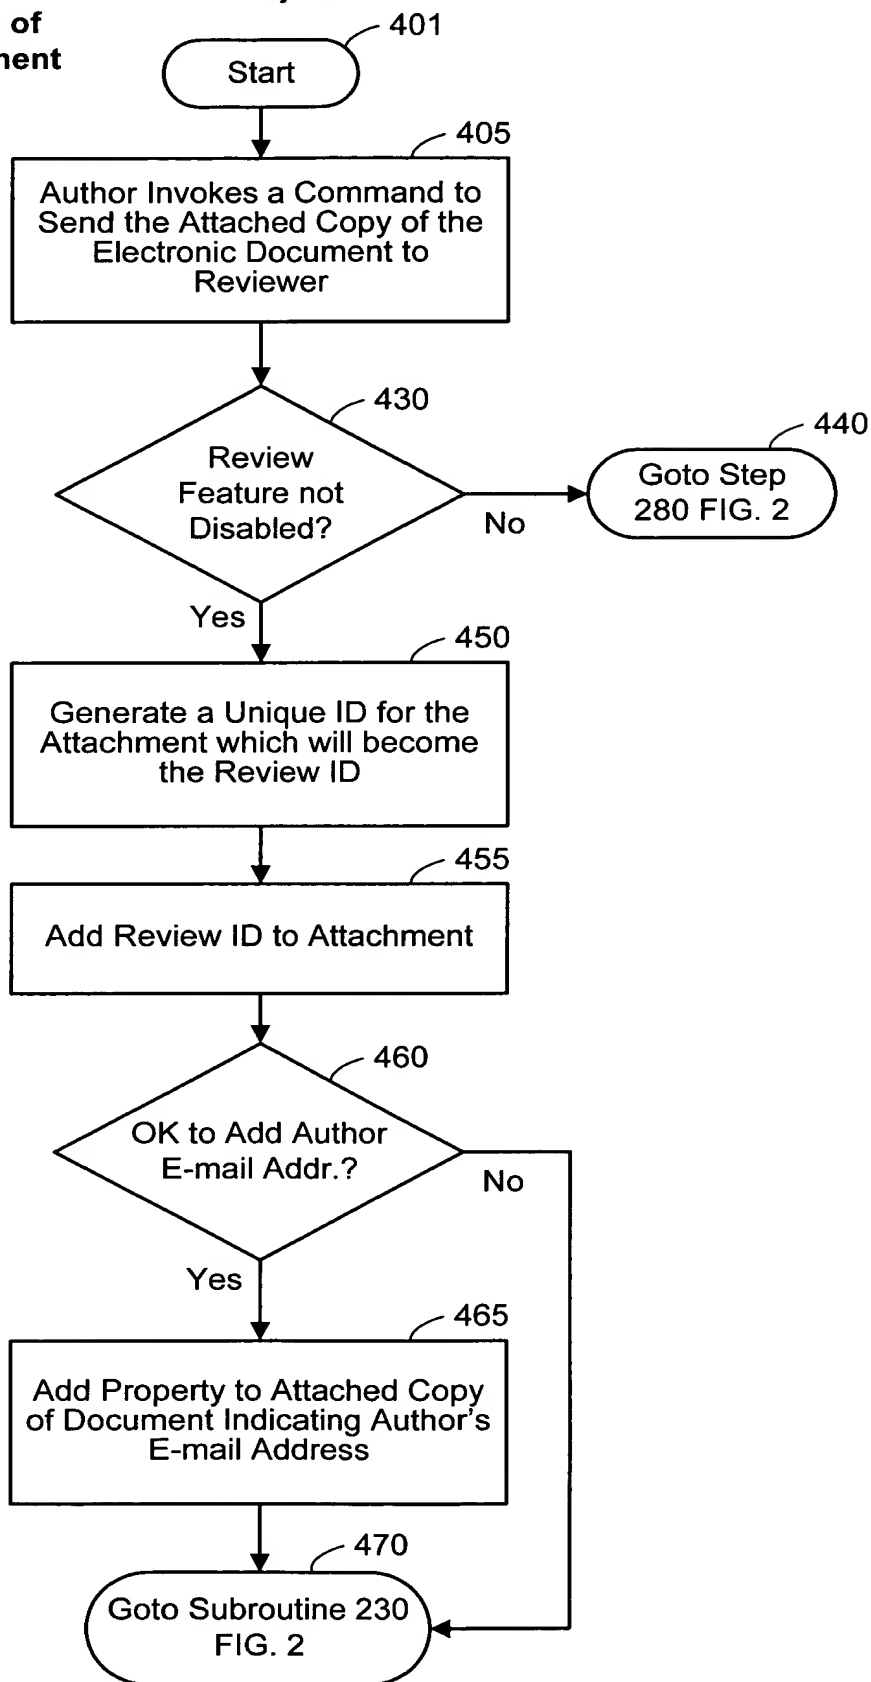 of
401
Start
405
Author Invokes a Command to
Send the Attached Copy of the
Electronic Document to
Reviewer
430
Review
Feature not
Disabled?
440
Goto Step
280 FIG. 2
No
Yes
450
Generate a Unique ID for the
Attachment which will become
the Review ID
455
Add Review ID to Attachment
460
OK to Add Author
E-mail Addr.?
No
Yes
465
Add Property to Attached Copy
of Document Indicating Author's
E-mail Address
470
Goto Subroutine 230
FIG. 2